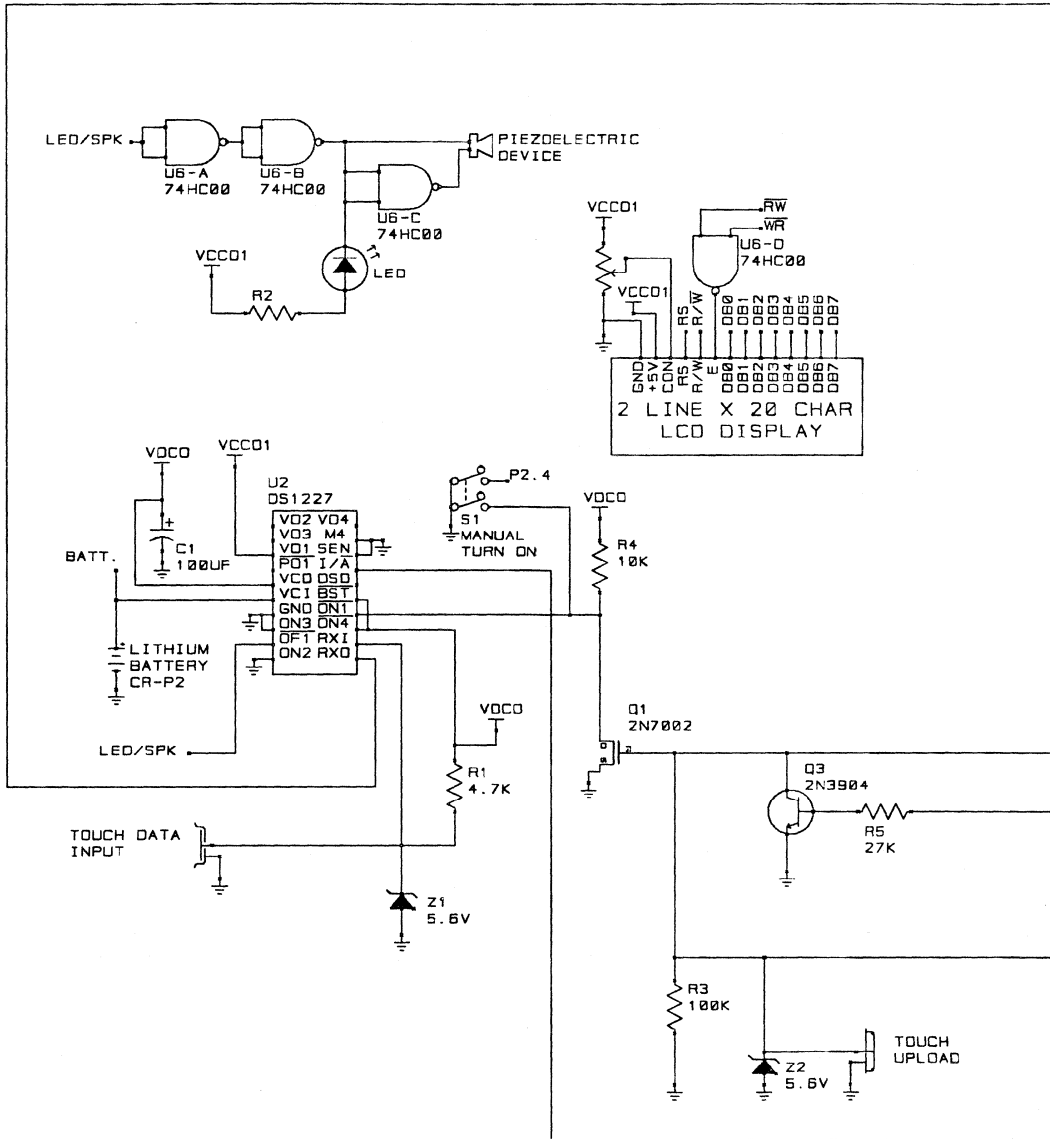 LED/SPK
U6-A
74HC00
U6-B
74HC00
PIEZOELECTRIC
DEVICE
U6-C
74HC00
LED
VCCO1
R2
VCCO1
RW
WR
U6-D
74HC00
VCCO1
RS R/W DB0 DB1 DB2 DB3 DB4 DB5 DB6 DB7
GND +5V CON RS R/W E DB0 DB1 DB2 DB3 DB4 DB5 DB6 DB7
2 LINE X 20 CHAR
LCD DISPLAY
VDCO
VCCO1
U2
DS1227
C1
100UF
BATT.
VO2 VO4
VO3 M4
VO1 SEN
PO1 I/A
VCO OSO
VCI BST
GND ON1
ON3 ON4
OF1 RXI
ON2 RXO
LITHIUM
BATTERY
CR-P2
LED/SPK
P2.4
S1
MANUAL
TURN ON
VDCO
R4
10K
VDCO
R1
4.7K
TOUCH DATA
INPUT
Z1
5.6V
Q1
2N7002
D
S
Q3
2N3904
R5
27K
R3
100K
Z2
5.6V
TOUCH
UPLOAD